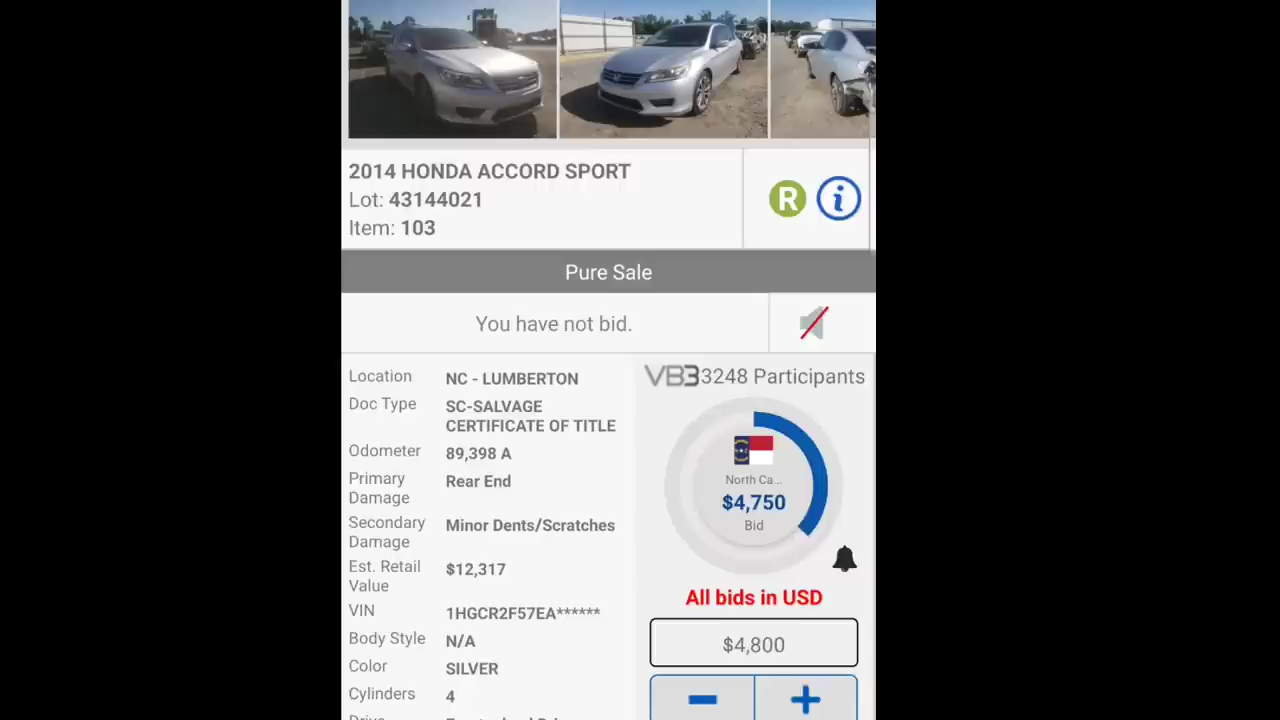 2014 HONDA ACCORD SPORT
Lot: 43144021
Item: 103
R
i
Pure Sale
You have not bid.
Location NC - LUMBERTON
Doc Type SC-SALVAGE
CERTIFICATE OF TITLE
Odometer 89,398 A
Primary
Damage Rear End
Secondary
Damage Minor Dents/Scratches
Est. Retail
Value $12,317
VIN 1HGCR2F57EA******
Body Style N/A
Color SILVER
Cylinders 4
VB3 3248 Participants
North Ca...
$4,750
Bid
All bids in USD
$4,800